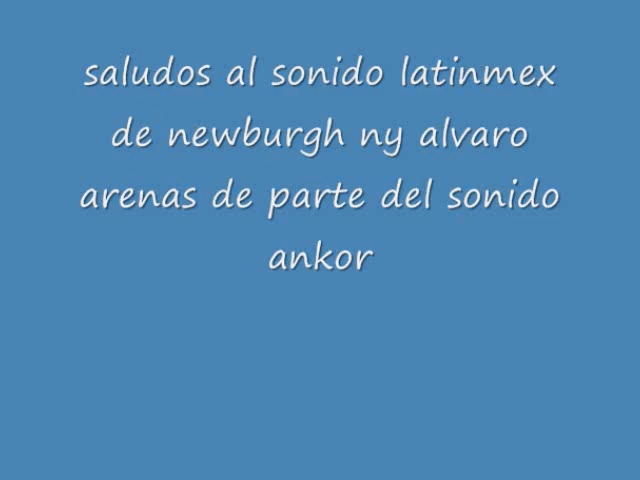 saludos al sonido latinmex
de newburgh ny alvaro
arenas de parte del sonido
ankor